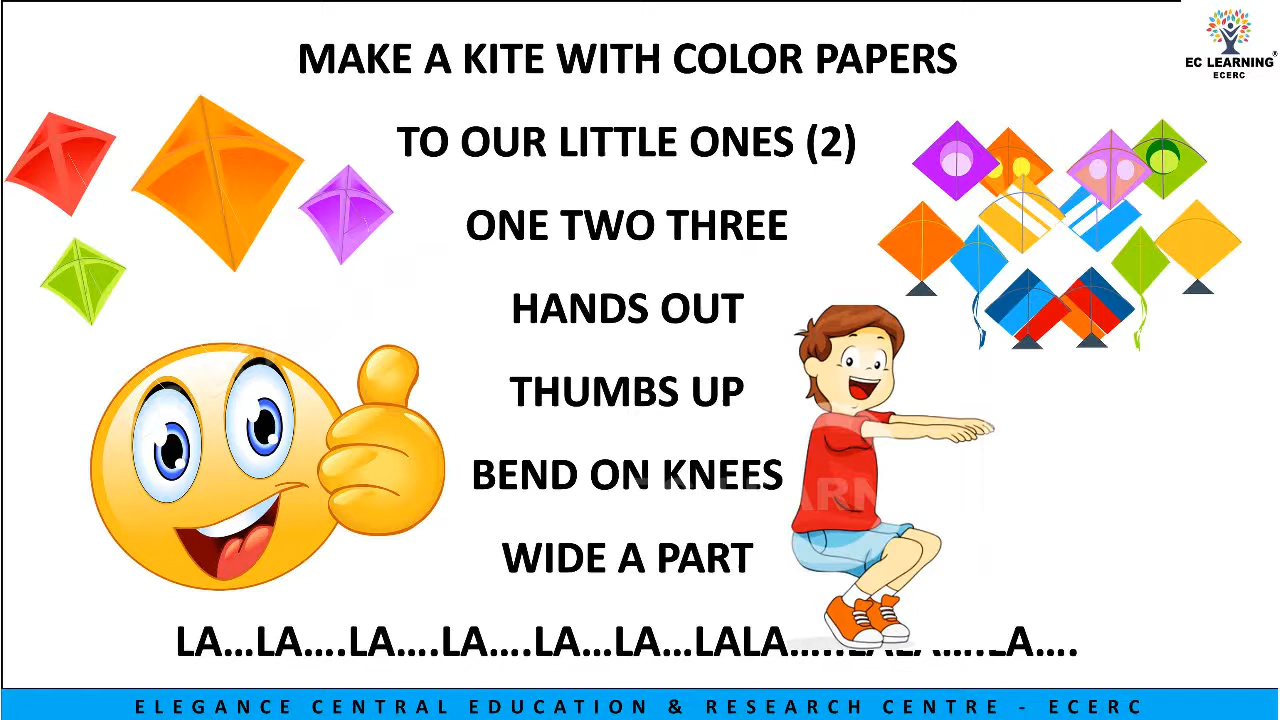 MAKE A KITE WITH COLOR PAPERS
TO OUR LITTLE ONES (2)
ONE TWO THREE
HANDS OUT
THUMBS UP
BEND ON KNEES
WIDE A PART
LA...LA....LA....LA....LA...LA...LALA.....LALA.....LA....
EC LEARNING®
ECERC
ELEGANCE CENTRAL EDUCATION & RESEARCH CENTRE - ECERC